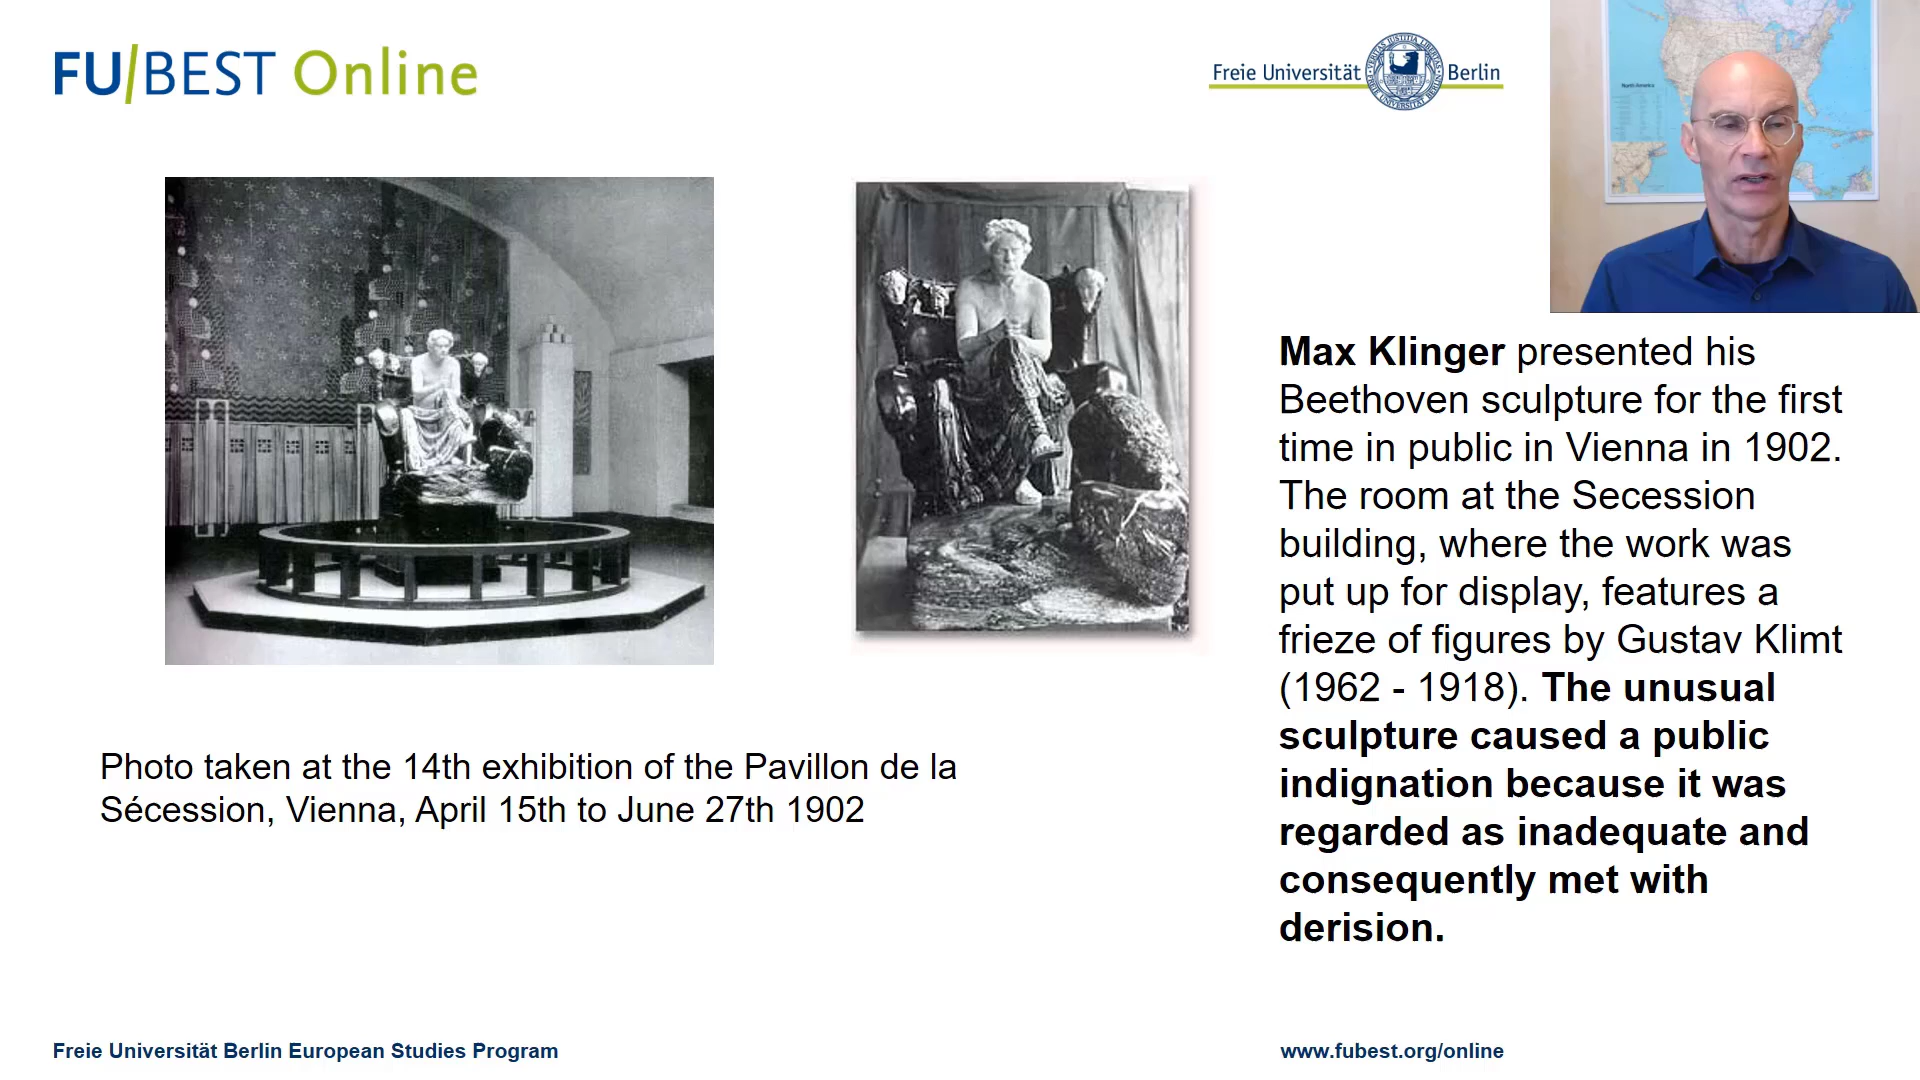 FU/BEST Online
Freie Universität Berlin
North America
Max Klinger presented his
Beethoven sculpture for the first
time in public in Vienna in 1902.
The room at the Secession
building, where the work was
put up for display, features a
frieze of figures by Gustav Klimt
(1962 - 1918). The unusual
sculpture caused a public
indignation because it was
regarded as inadequate and
consequently met with
derision.
Photo taken at the 14th exhibition of the Pavillon de la
Sécession, Vienna, April 15th to June 27th 1902
Freie Universität Berlin European Studies Program
www.fubest.org/online